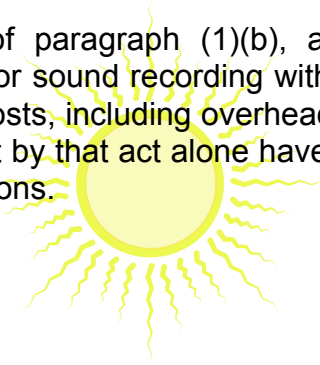 of paragraph (1)(b), a
or sound recording with
osts, including overhead
t by that act alone have
ons.